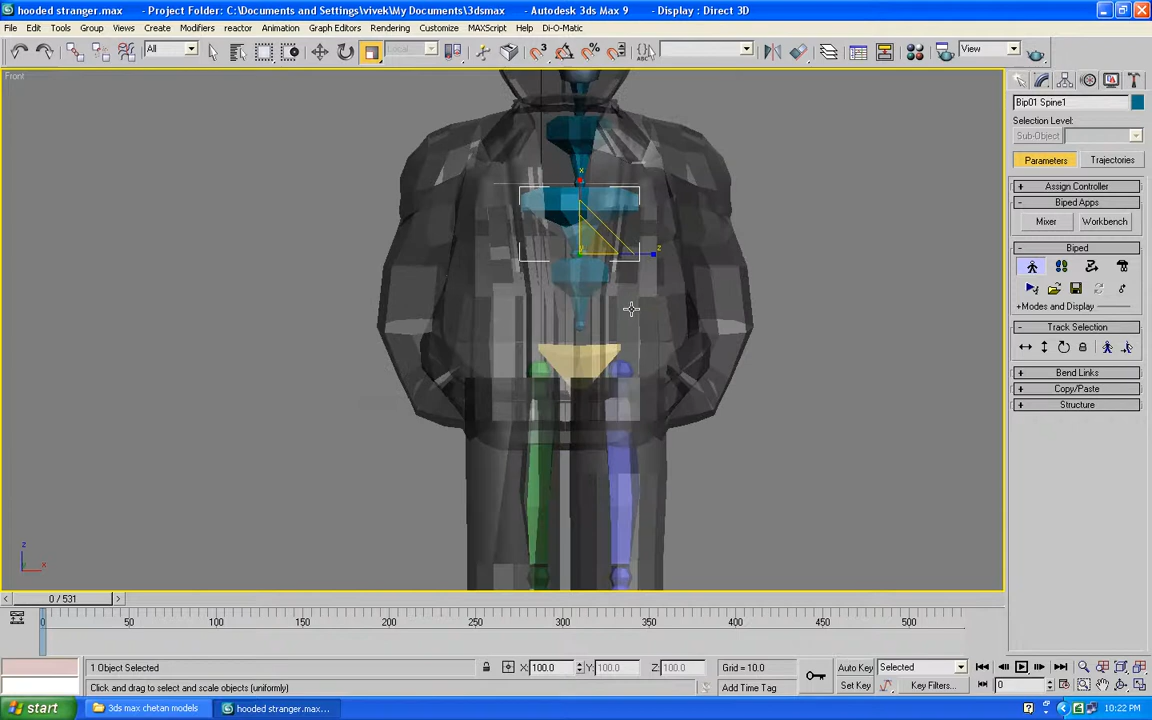 hooded stranger.max - Project Folder: C:\Documents and Settings\vivek\My Documents\3dsmax - Autodesk 3ds Max 9 - Display : Direct 3D
File Edit Tools Group Views Create Modifiers reactor Animation Graph Editors Rendering Customize MAXScript Help Di-O-Matic
All Local View
Front
x
z
y
z
x
Bip01 Spine1
Selection Level:
Sub-Object
Parameters Trajectories
+ Assign Controller
- Biped Apps
Mixer Workbench
- Biped
+Modes and Display
- Track Selection
+ Bend Links
+ Copy/Paste
+ Structure
< 0 / 531 >
0 50 100 150 200 250 300 350 400 450 500
1 Object Selected X: 100.0 Y: 100.0 Z: 100.0 Grid = 10.0 Auto Key Selected
Click and drag to select and scale objects (uniformly) Add Time Tag Set Key Key Filters... 0
start 3ds max chetan models hooded stranger.max... 10:22 PM